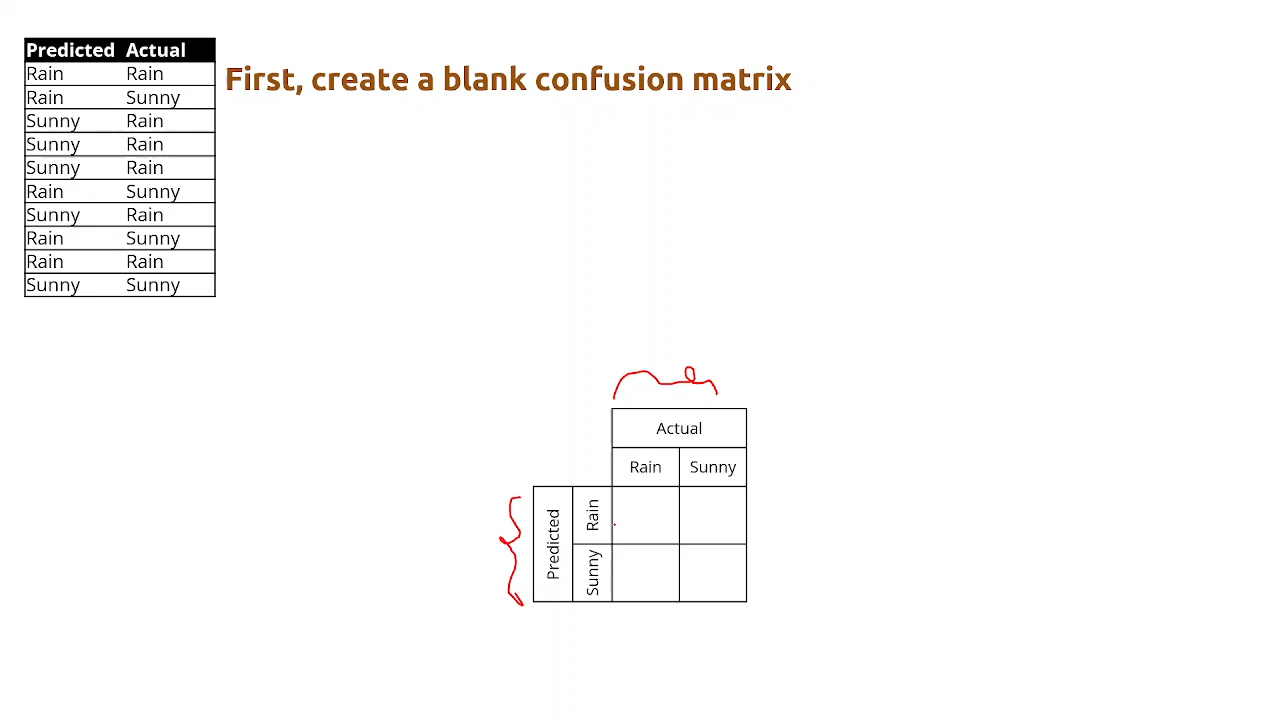 Predicted Actual
Rain Rain
Rain Sunny
Sunny Rain
Sunny Rain
Sunny Rain
Rain Sunny
Sunny Rain
Rain Sunny
Rain Rain
Sunny Sunny
First, create a blank confusion matrix
Actual
Rain Sunny
Predicted
Rain
Sunny